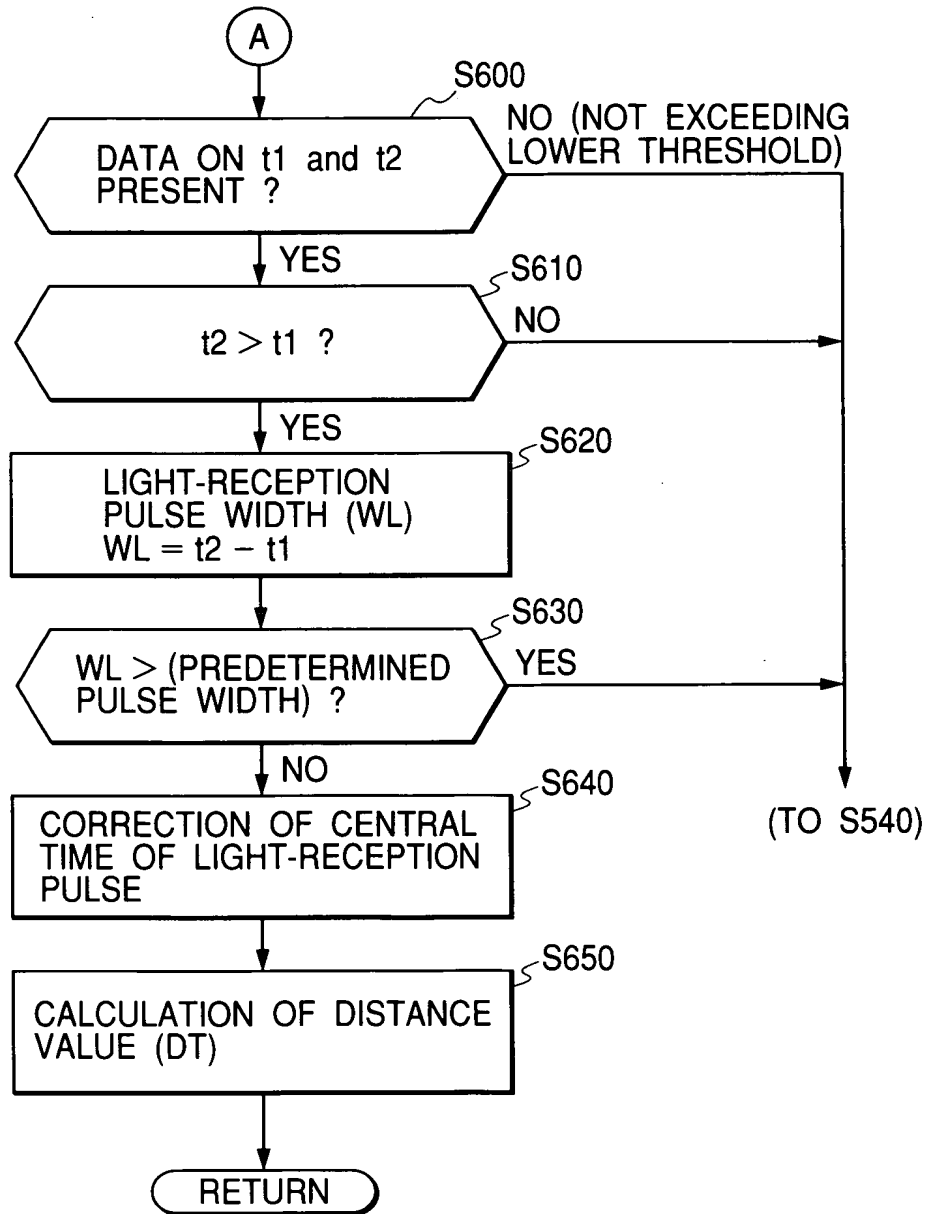 A
S600
DATA ON t1 and t2
PRESENT ?
NO (NOT EXCEEDING
LOWER THRESHOLD)
YES
S610
t2 > t1 ?
NO
YES
S620
LIGHT-RECEPTION
PULSE WIDTH (WL)
WL = t2 − t1
S630
WL > (PREDETERMINED
PULSE WIDTH) ?
YES
NO
S640
(TO S540)
CORRECTION OF CENTRAL
TIME OF LIGHT-RECEPTION
PULSE
S650
CALCULATION OF DISTANCE
VALUE (DT)
RETURN